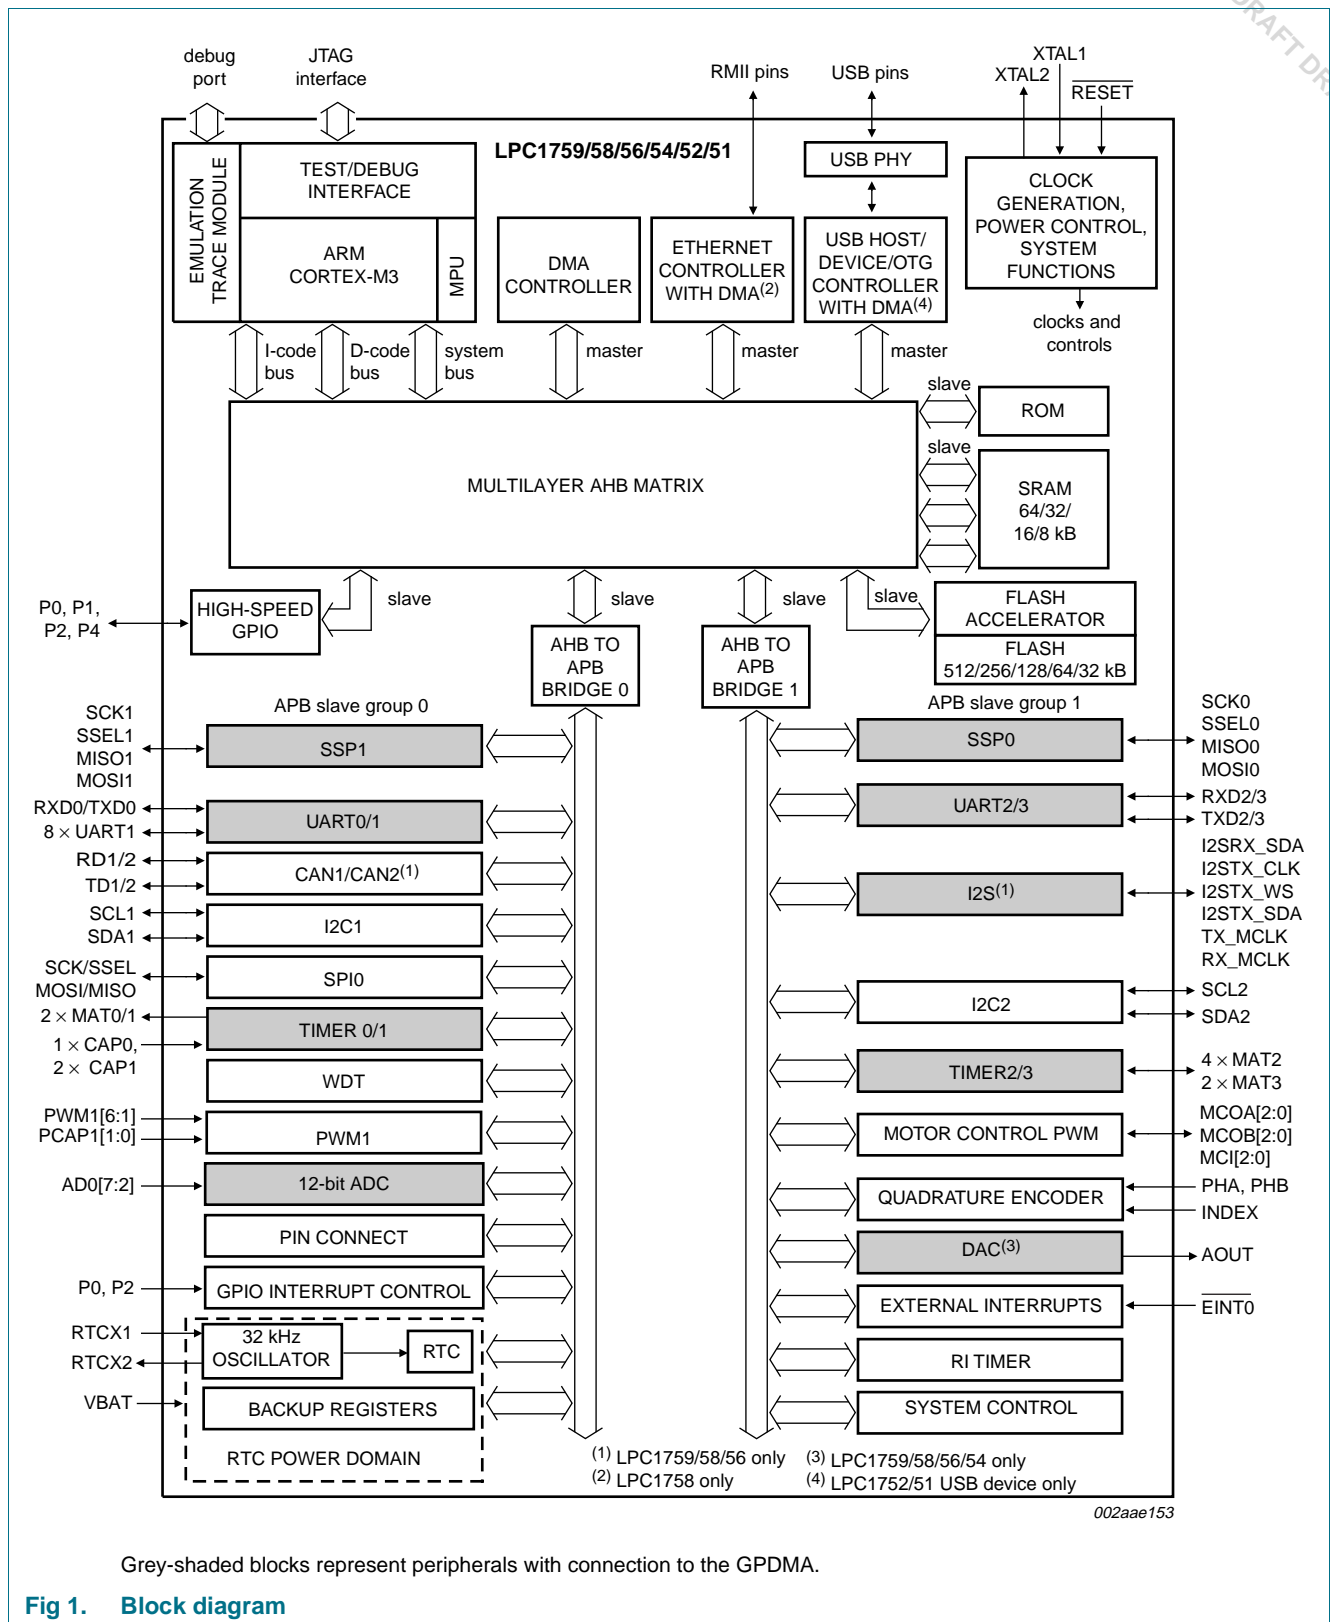 DRAFT DR
debug
port
JTAG
interface
RMII pins
USB pins
XTAL1
XTAL2
RESET
LPC1759/58/56/54/52/51
EMULATION
TRACE MODULE
TEST/DEBUG
INTERFACE
ARM
CORTEX-M3
MPU
DMA
CONTROLLER
ETHERNET
CONTROLLER
WITH DMA(2)
USB PHY
USB HOST/
DEVICE/OTG
CONTROLLER
WITH DMA(4)
CLOCK
GENERATION,
POWER CONTROL,
SYSTEM
FUNCTIONS
clocks and
controls
I-code
bus
D-code
bus
system
bus
master
master
master
slave
ROM
MULTILAYER AHB MATRIX
slave
SRAM
64/32/
16/8 kB
P0, P1,
P2, P4
HIGH-SPEED
GPIO
slave
slave
slave
slave
FLASH
ACCELERATOR
FLASH
512/256/128/64/32 kB
AHB TO
APB
BRIDGE 0
AHB TO
APB
BRIDGE 1
APB slave group 0
APB slave group 1
SCK1
SSEL1
MISO1
MOSI1
SSP1
RXD0/TXD0
8 × UART1
UART0/1
RD1/2
TD1/2
CAN1/CAN2(1)
SCL1
SDA1
I2C1
SCK/SSEL
MOSI/MISO
SPI0
2 × MAT0/1
1 × CAP0,
2 × CAP1
TIMER 0/1
WDT
PWM1[6:1]
PCAP1[1:0]
PWM1
AD0[7:2]
12-bit ADC
PIN CONNECT
P0, P2
GPIO INTERRUPT CONTROL
RTCX1
RTCX2
32 kHz
OSCILLATOR
RTC
VBAT
BACKUP REGISTERS
RTC POWER DOMAIN
SSP0
SCK0
SSEL0
MISO0
MOSI0
UART2/3
RXD2/3
TXD2/3
I2S(1)
I2SRX_SDA
I2STX_CLK
I2STX_WS
I2STX_SDA
TX_MCLK
RX_MCLK
I2C2
SCL2
SDA2
TIMER2/3
4 × MAT2
2 × MAT3
MOTOR CONTROL PWM
MCOA[2:0]
MCOB[2:0]
MCI[2:0]
QUADRATURE ENCODER
PHA, PHB
INDEX
DAC(3)
AOUT
EXTERNAL INTERRUPTS
EINT0
RI TIMER
SYSTEM CONTROL
(1) LPC1759/58/56 only
(2) LPC1758 only
(3) LPC1759/58/56/54 only
(4) LPC1752/51 USB device only
002aae153
Grey-shaded blocks represent peripherals with connection to the GPDMA.
Fig 1. Block diagram